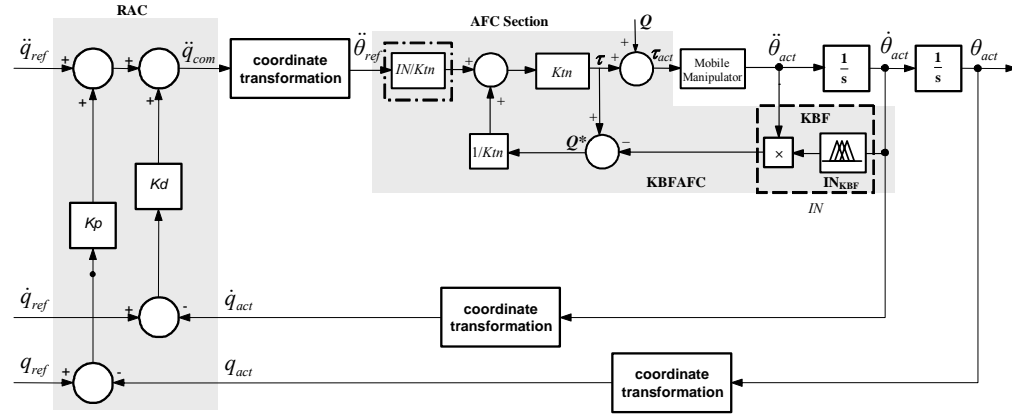 RAC
AFC Section
Q
q̈ref
+
+
+
+
q̈com
coordinate
transformation
θ̈ref
IN/Ktn
+
+
Ktn
τ
+
+
τact
Mobile
Manipulator
θ̈act
1
s
θ̇act
1
s
θact
1/Ktn
Q*
+
−
KBF
×
INKBF
KBFAFC
IN
Kd
Kp
q̇ref
+
-
q̇act
coordinate
transformation
qref
+
-
qact
coordinate
transformation